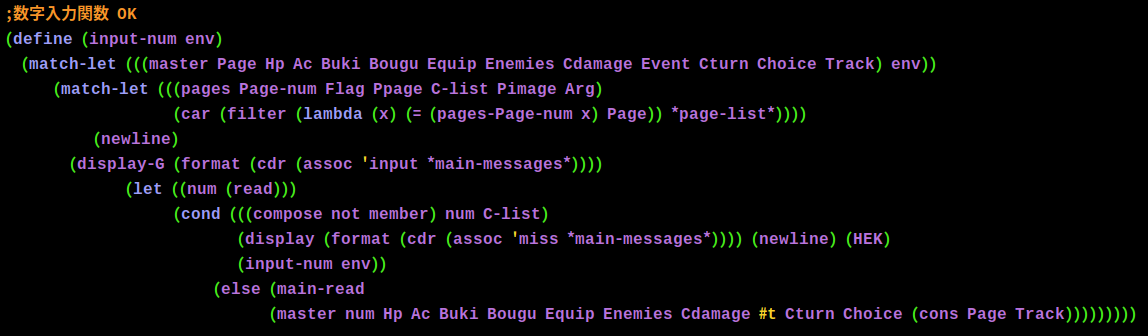 ;数字入力関数 OK
(define (input-num env)
(match-let (((master Page Hp Ac Buki Bougu Equip Enemies Cdamage Event Cturn Choice Track) env))
(match-let (((pages Page-num Flag Ppage C-list Pimage Arg)
(car (filter (lambda (x) (= (pages-Page-num x) Page)) *page-list*))))
(newline)
(display-G (format (cdr (assoc 'input *main-messages*))))
(let ((num (read)))
(cond (((compose not member) num C-list)
(display (format (cdr (assoc 'miss *main-messages*)))) (newline) (HEK)
(input-num env))
(else (main-read
(master num Hp Ac Buki Bougu Equip Enemies Cdamage #t Cturn Choice (cons Page Track)))))))))